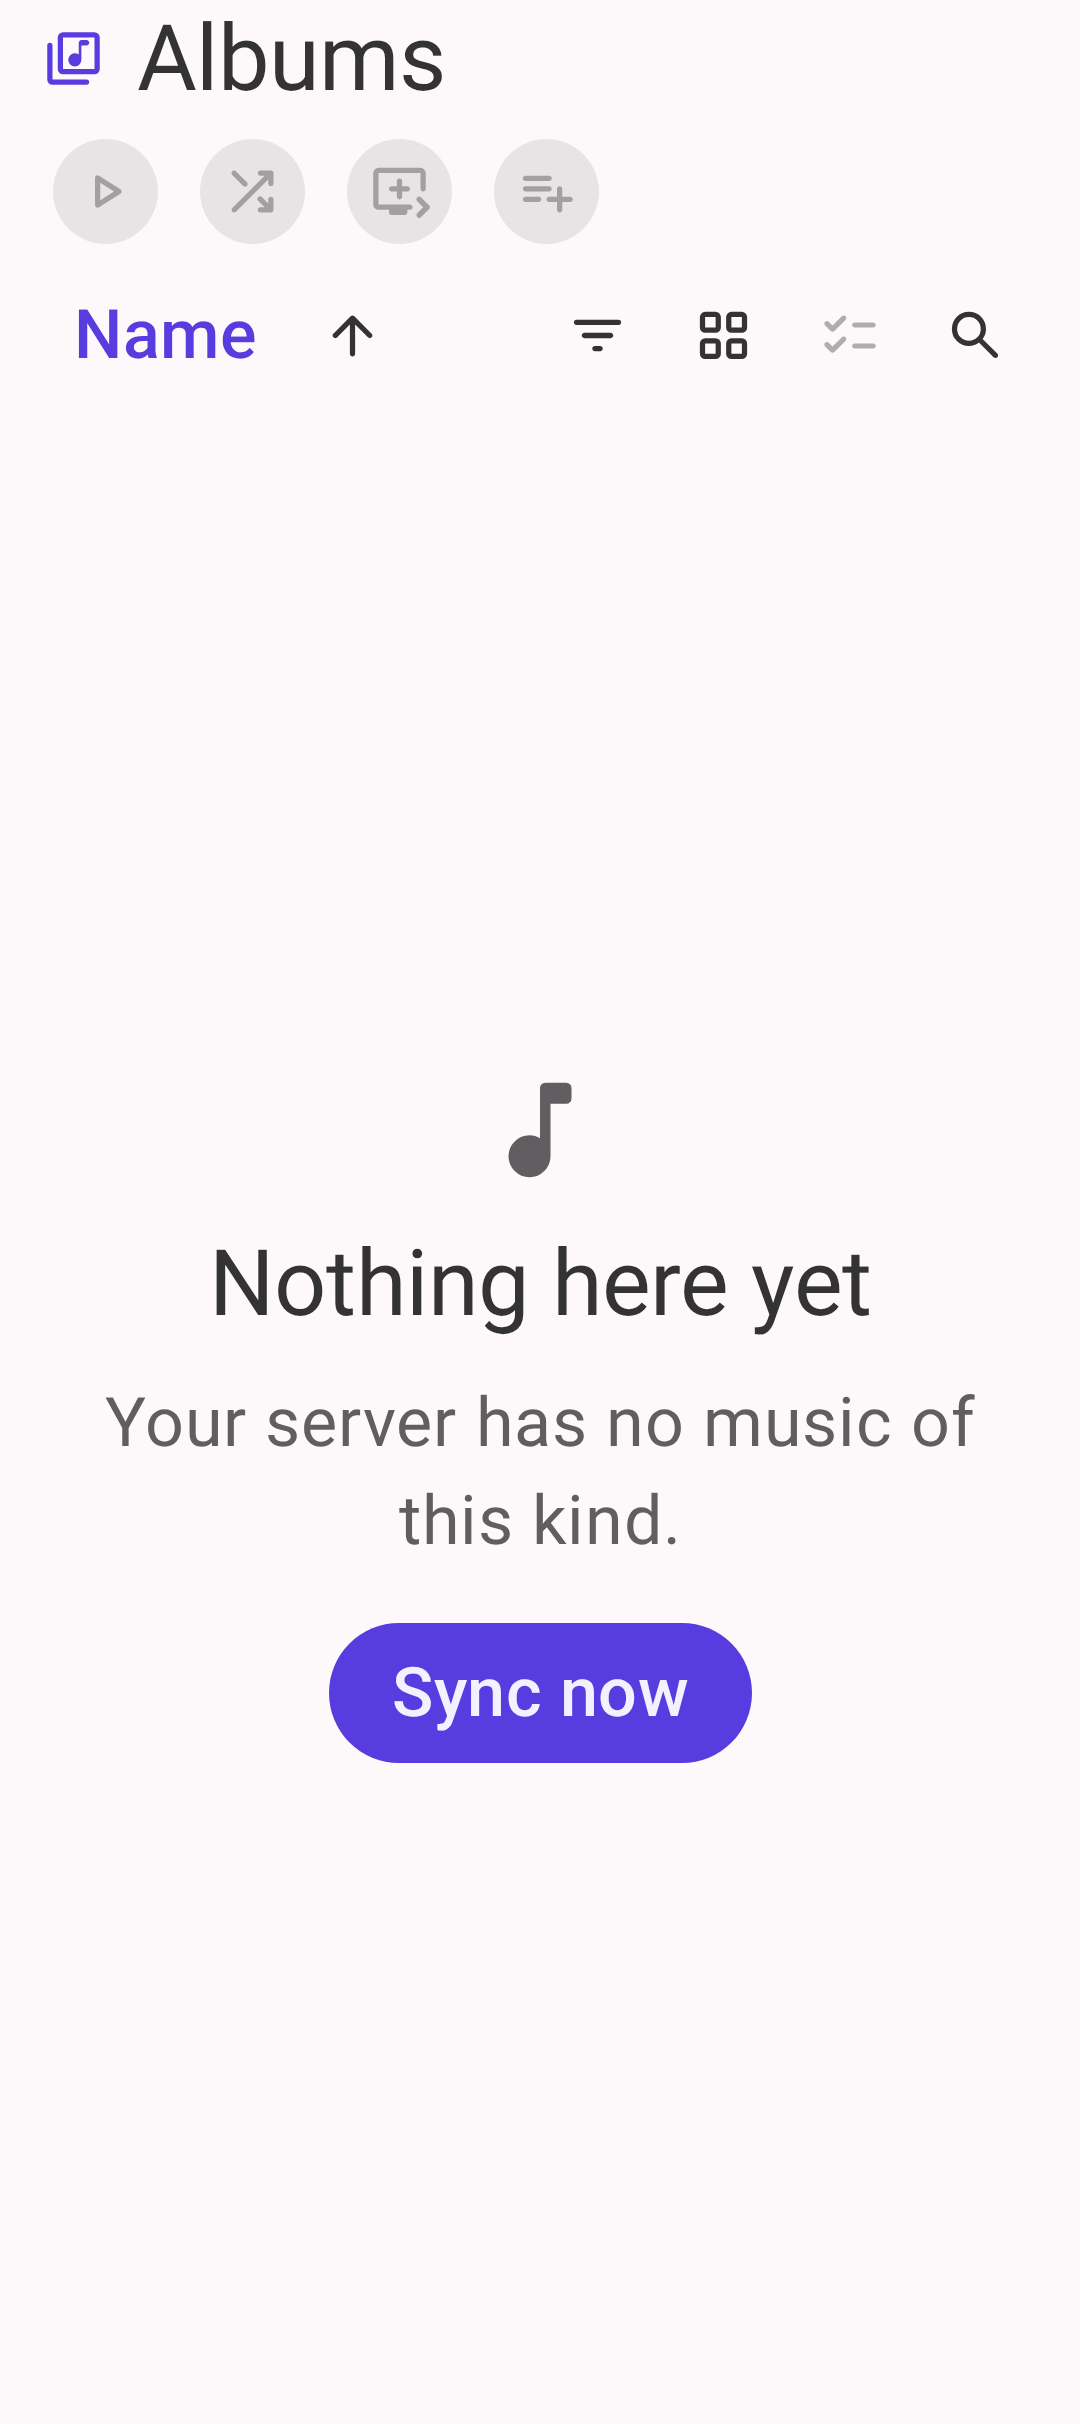 Albums
Name
Nothing here yet
Your server has no music of
this kind.
Sync now